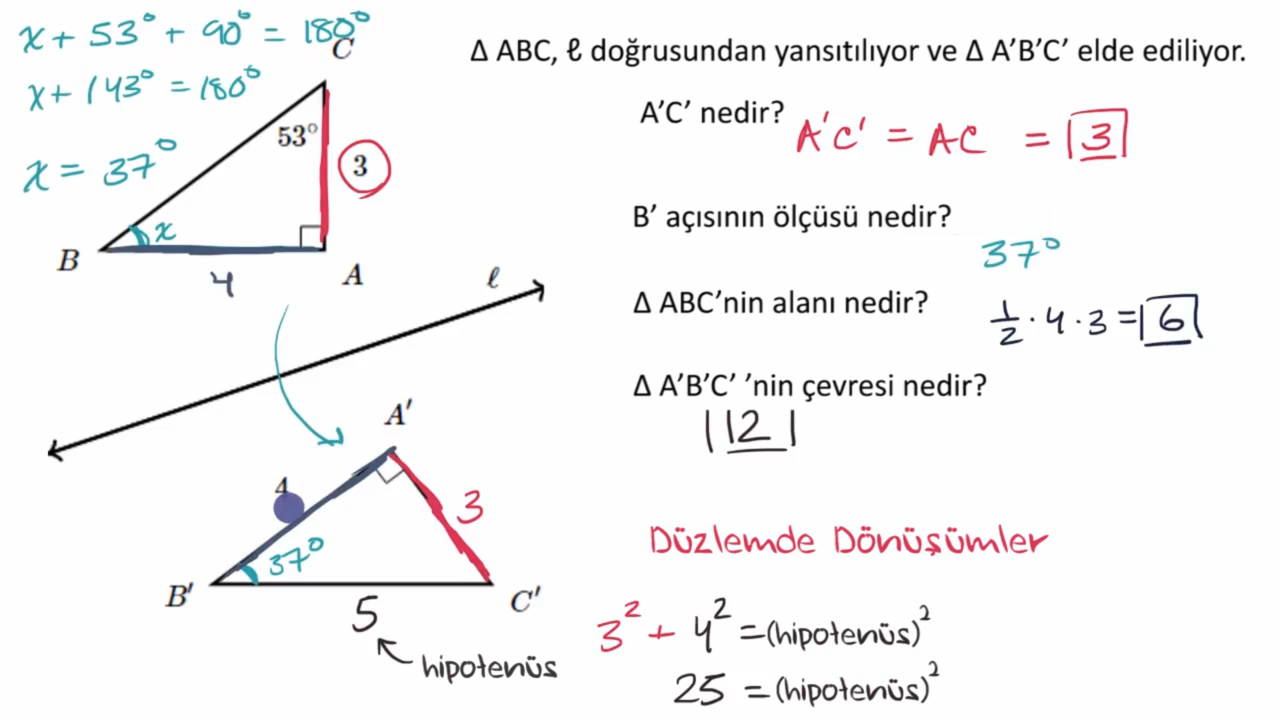 x + 53° + 90° = 180°
x + 143° = 180°
x = 37°
C
53°
3
x
B
4
A
ℓ
Δ ABC, ℓ doğrusundan yansıtılıyor ve Δ A’B’C’ elde ediliyor.
A’C’ nedir?
A'C' = AC = 3
B’ açısının ölçüsü nedir?
37°
Δ ABC’nin alanı nedir?
1/2 · 4 · 3 = 6
Δ A’B’C’ ’nin çevresi nedir?
12
A′
4
3
37°
B′
C′
5
hipotenüs
Düzlemde Dönüşümler
3² + 4² = (hipotenüs)²
25 = (hipotenüs)²